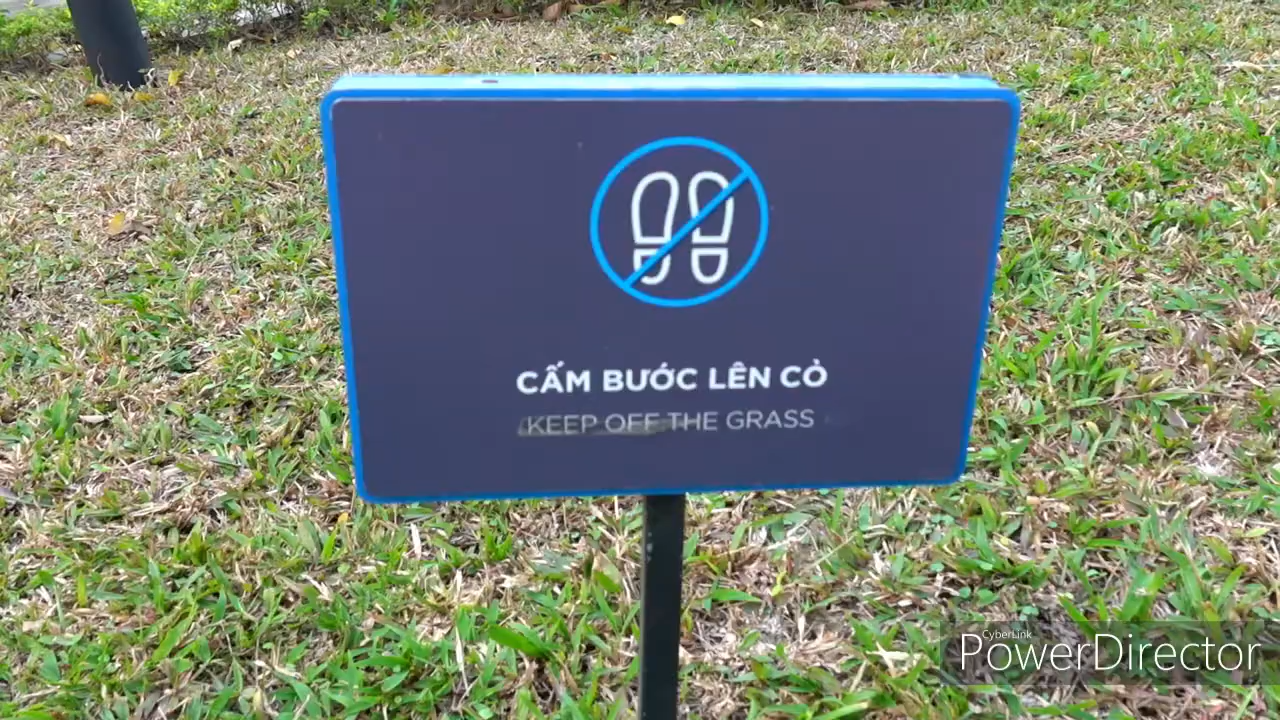 CẤM BƯỚC LÊN CỎ
KEEP OFF THE GRASS
CyberLink
PowerDirector